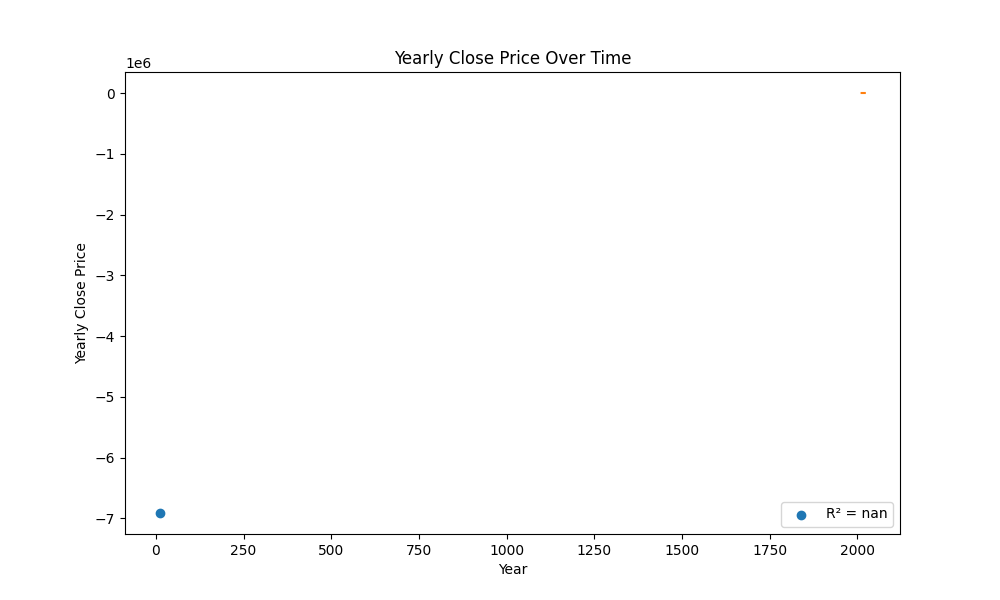 Yearly Close Price Over Time
1e6
0
−1
−2
−3
−4
−5
−6
−7
Yearly Close Price
R² = nan
0 250 500 750 1000 1250 1500 1750 2000
Year